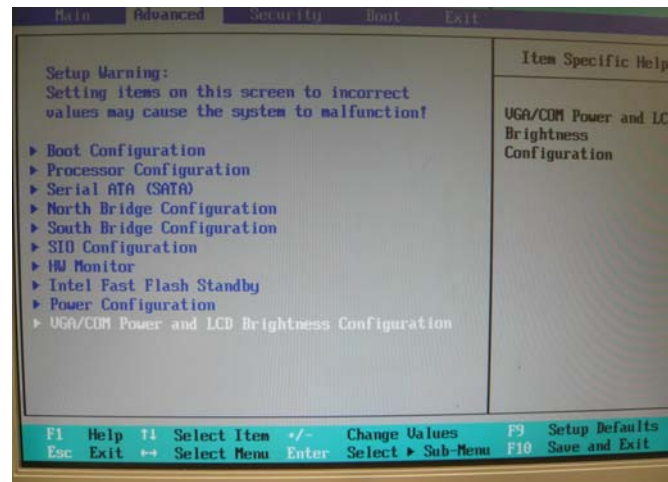 Main Advanced Security Boot Exit
Setup Warning:
Setting items on this screen to incorrect
values may cause the system to malfunction!
▶ Boot Configuration
▶ Processor Configuration
▶ Serial ATA (SATA)
▶ North Bridge Configuration
▶ South Bridge Configuration
▶ SIO Configuration
▶ HW Monitor
▶ Intel Fast Flash Standby
▶ Power Configuration
▶ VGA/COM Power and LCD Brightness Configuration
Item Specific Help
VGA/COM Power and LC
Brightness
Configuration
F1 Help ↑↓ Select Item +/- Change Values F9 Setup Defaults
Esc Exit ↔ Select Menu Enter Select ▶ Sub-Menu F10 Save and Exit